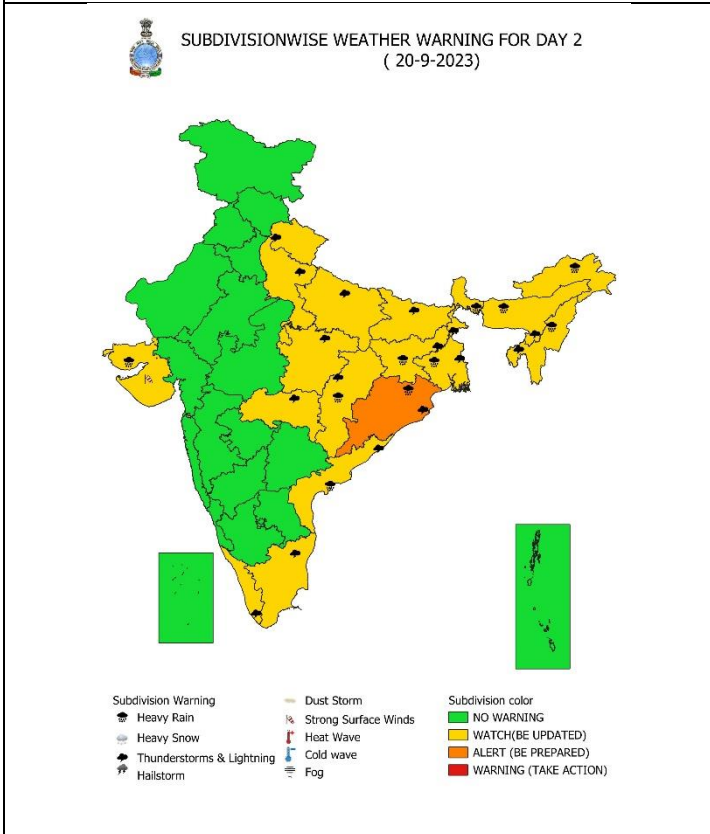 SUBDIVISIONWISE WEATHER WARNING FOR DAY 2
( 20-9-2023)
Subdivision Warning
Heavy Rain
Heavy Snow
Thunderstorms & Lightning
Hailstorm
Dust Storm
Strong Surface Winds
Heat Wave
Cold wave
Fog
Subdivision color
NO WARNING
WATCH(BE UPDATED)
ALERT (BE PREPARED)
WARNING (TAKE ACTION)